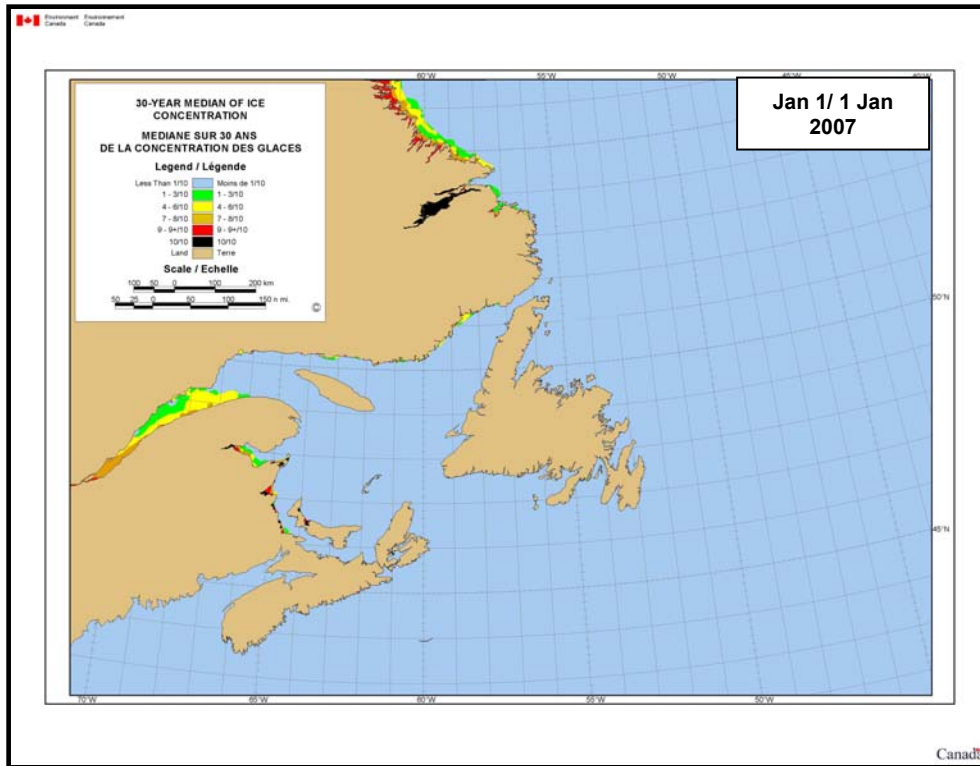 Environment Environnement
Canada Canada
60°W 55°W 50°W 45°W 40°W
Jan 1/ 1 Jan
2007
30-YEAR MEDIAN OF ICE
CONCENTRATION
MEDIANE SUR 30 ANS
DE LA CONCENTRATION DES GLACES
Legend / Légende
Less Than 1/10 Moins de 1/10
1 - 3/10 1 - 3/10
4 - 6/10 4 - 6/10
7 - 8/10 7 - 8/10
9 - 9+/10 9 - 9+/10
10/10 10/10
Land Terre
Scale / Echelle
100 50 0 100 200 km
50 25 0 50 100 150 n mi.
©
50°N
45°N
70°W 65°W 60°W 55°W 50°W
Canada